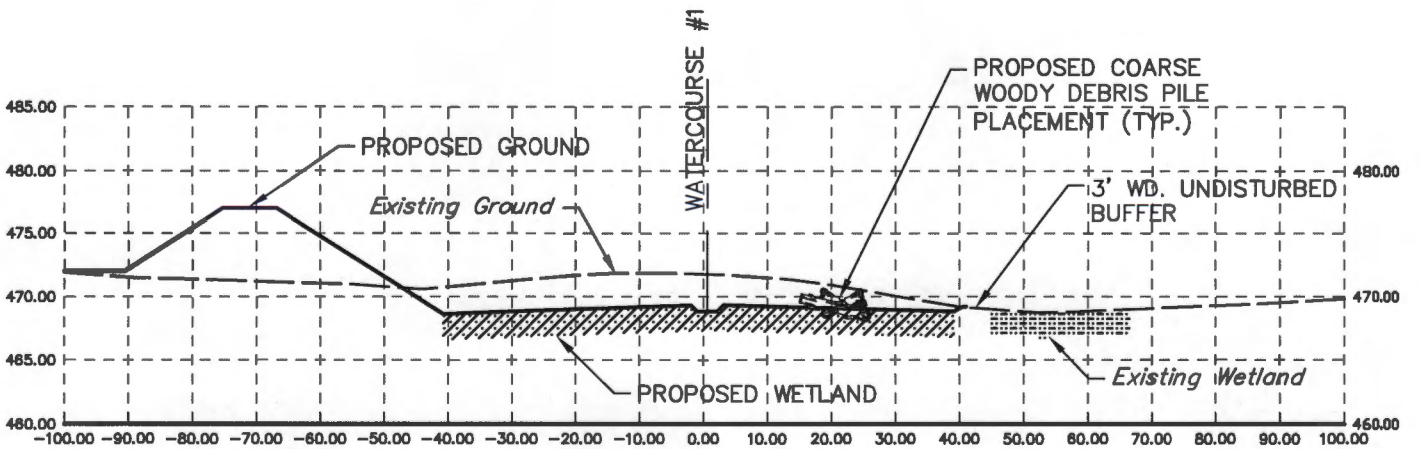 WATERCOURSE #1
PROPOSED COARSE
WOODY DEBRIS PILE
PLACEMENT (TYP.)
485.00
PROPOSED GROUND
480.00
480.00
3' WD. UNDISTURBED
BUFFER
Existing Ground
475.00
470.00
470.00
465.00
PROPOSED WETLAND
Existing Wetland
460.00
460.00
-100.00 -90.00 -80.00 -70.00 -60.00 -50.00 -40.00 -30.00 -20.00 -10.00 0.00 10.00 20.00 30.00 40.00 50.00 60.00 70.00 80.00 90.00 100.00